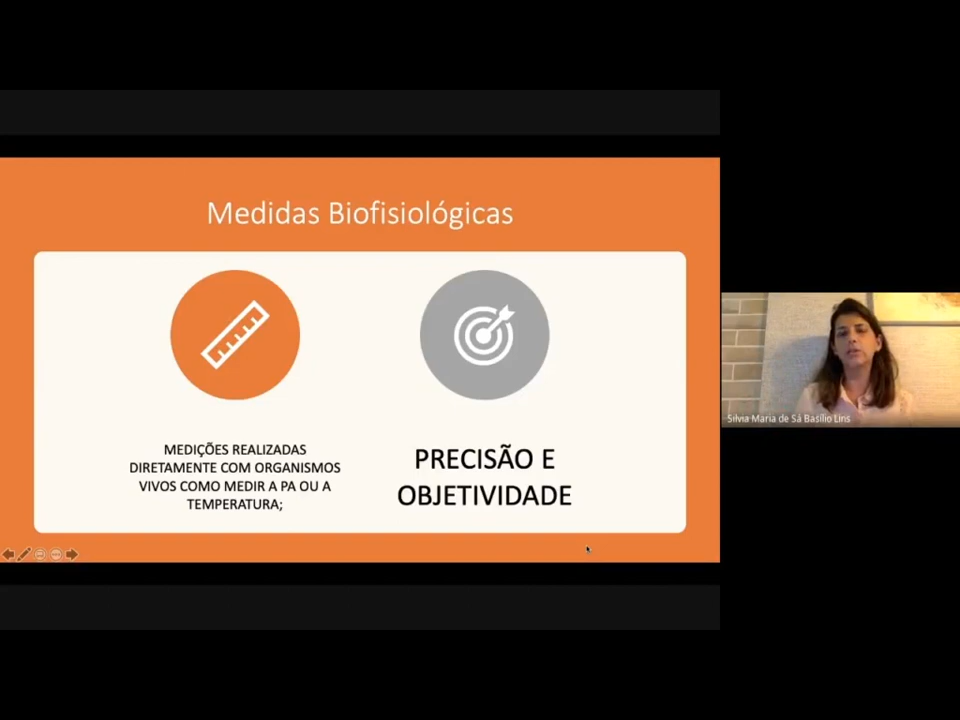 Medidas Biofisiológicas
MEDIÇÕES REALIZADAS
DIRETAMENTE COM ORGANISMOS
VIVOS COMO MEDIR A PA OU A
TEMPERATURA;
PRECISÃO E
OBJETIVIDADE
Silvia Maria de Sá Basílio Lins